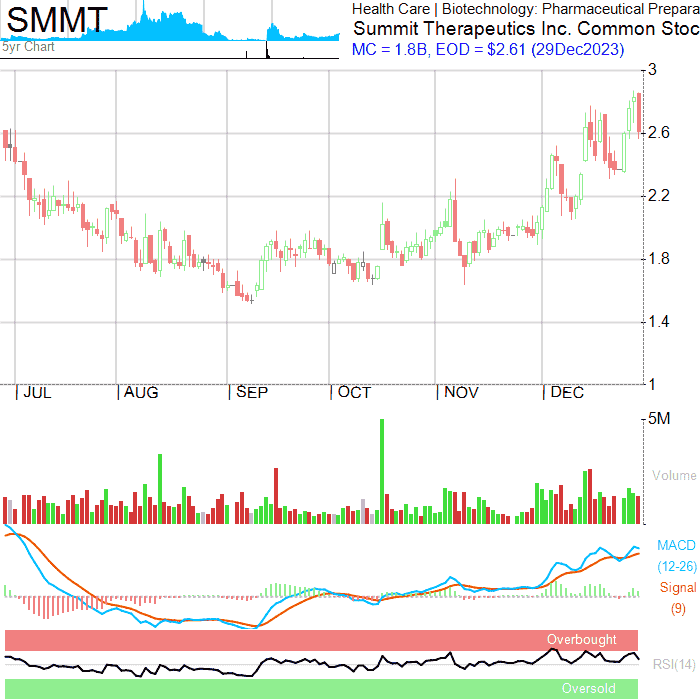 SMMT
5yr Chart
Health Care | Biotechnology: Pharmaceutical Prepara
Summit Therapeutics Inc. Common Stoc
MC = 1.8B, EOD = $2.61 (29Dec2023)
3
2.6
2.2
1.8
1.4
1
JUL
AUG
SEP
OCT
NOV
DEC
5M
Volume
MACD
(12-26)
Signal
(9)
Overbought
RSI(14)
Oversold